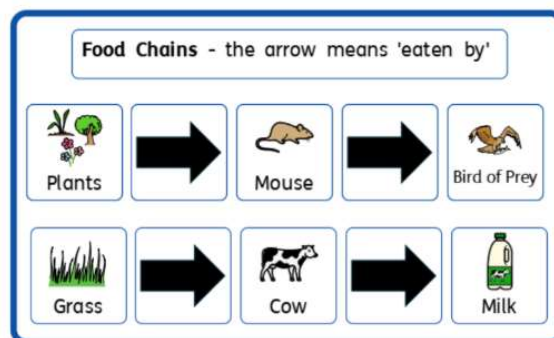 Food Chains - the arrow means 'eaten by'
Plants Mouse Bird of Prey
Grass Cow Milk